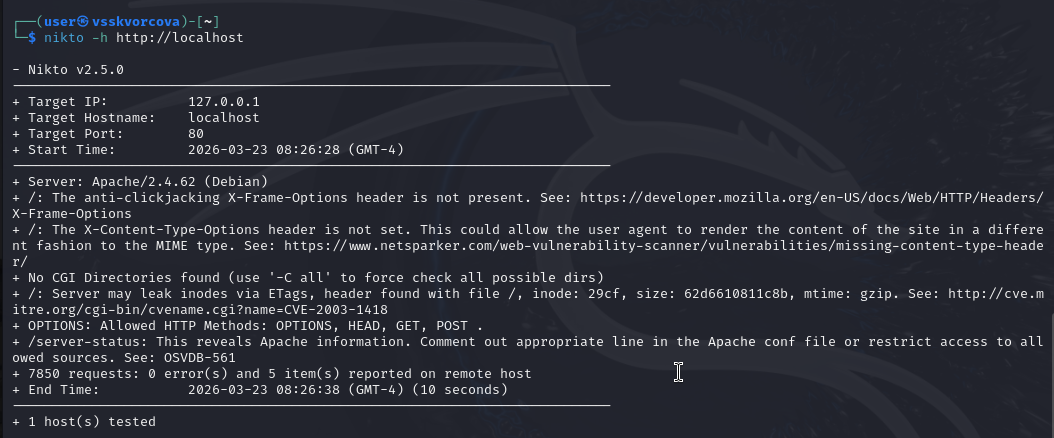 ┌──(user㉿vsskvorcova)-[~]
└─$ nikto -h http://localhost
- Nikto v2.5.0
+ Target IP:          127.0.0.1
+ Target Hostname:    localhost
+ Target Port:        80
+ Start Time:         2026-03-23 08:26:28 (GMT-4)
+ Server: Apache/2.4.62 (Debian)
+ /: The anti-clickjacking X-Frame-Options header is not present. See: https://developer.mozilla.org/en-US/docs/Web/HTTP/Headers/
X-Frame-Options
+ /: The X-Content-Type-Options header is not set. This could allow the user agent to render the content of the site in a differe
nt fashion to the MIME type. See: https://www.netsparker.com/web-vulnerability-scanner/vulnerabilities/missing-content-type-heade
r/
+ No CGI Directories found (use '-C all' to force check all possible dirs)
+ /: Server may leak inodes via ETags, header found with file /, inode: 29cf, size: 62d6610811c8b, mtime: gzip. See: http://cve.m
itre.org/cgi-bin/cvename.cgi?name=CVE-2003-1418
+ OPTIONS: Allowed HTTP Methods: OPTIONS, HEAD, GET, POST .
+ /server-status: This reveals Apache information. Comment out appropriate line in the Apache conf file or restrict access to all
owed sources. See: OSVDB-561
+ 7850 requests: 0 error(s) and 5 item(s) reported on remote host
+ End Time:           2026-03-23 08:26:38 (GMT-4) (10 seconds)
+ 1 host(s) tested